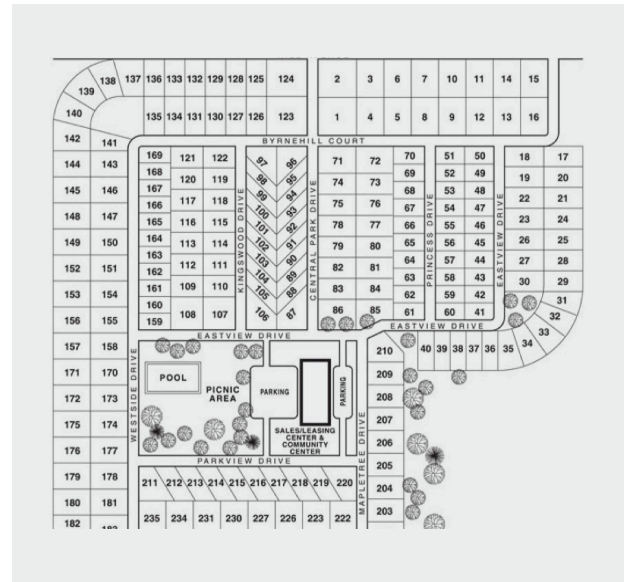 138 137 136 133 132 129 128 125 124 2 3 6 7 10 11 14 15
139
140 135 134 131 130 127 126 123 1 4 5 8 9 12 13 16
142 141
BYRNEHILL COURT
144 143 169 121 122 97 96 71 72 70 51 50 18 17
168 120 119 98 95 74 73 69 52 49 19 20
145 146 167 117 118 99 94 75 76 68 53 48 22 21
148 147 166 116 115 100 93 78 77 67 54 47 23 24
149 150 165 113 114 101 92 79 80 66 55 46 26 25
152 151 164 112 111 102 91 82 81 65 56 45 27 28
153 154 163 109 110 103 90 83 84 64 57 44 30 29
156 155 162 108 107 104 89 86 85 63 58 43 31
161 105 88 62 59 42 32
160 106 87 61 60 41 33
159 34
KINGSWOOD DRIVE
CENTRAL PARK DRIVE
PRINCESS DRIVE
EASTVIEW DRIVE
EASTVIEW DRIVE
EASTVIEW DRIVE
157 158 210 40 39 38 37 36 35
171 170 209
172 173 208
175 174 207
176 177 206
WESTSIDE DRIVE
POOL
PICNIC
AREA
PARKING
PARKING
SALES/LEASING
CENTER &
COMMUNITY
CENTER
MAPLETREE DRIVE
PARKVIEW DRIVE
179 178 211 212 213 214 215 216 217 218 219 220 205
180 181 204
182 183 235 234 231 230 227 226 223 222 203